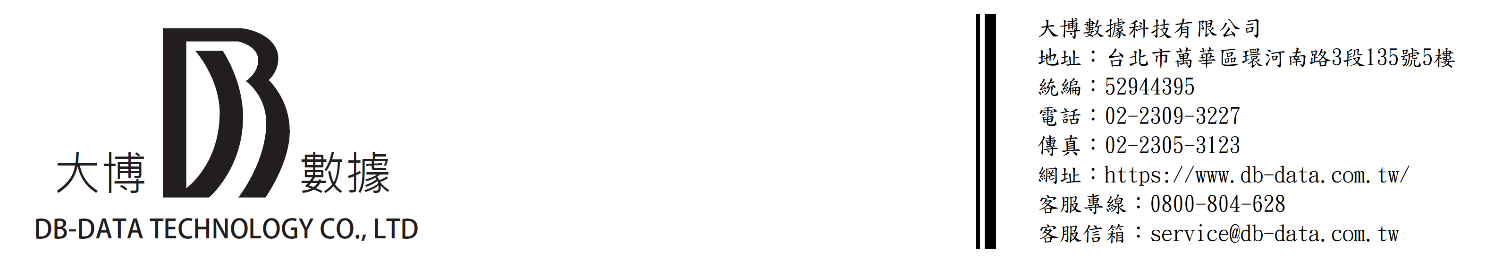 大博 數據
DB-DATA TECHNOLOGY CO., LTD
大博數據科技有限公司
地址：台北市萬華區環河南路3段135號5樓
統編：52944395
電話：02-2309-3227
傳真：02-2305-3123
網址：https://www.db-data.com.tw/
客服專線：0800-804-628
客服信箱：service@db-data.com.tw